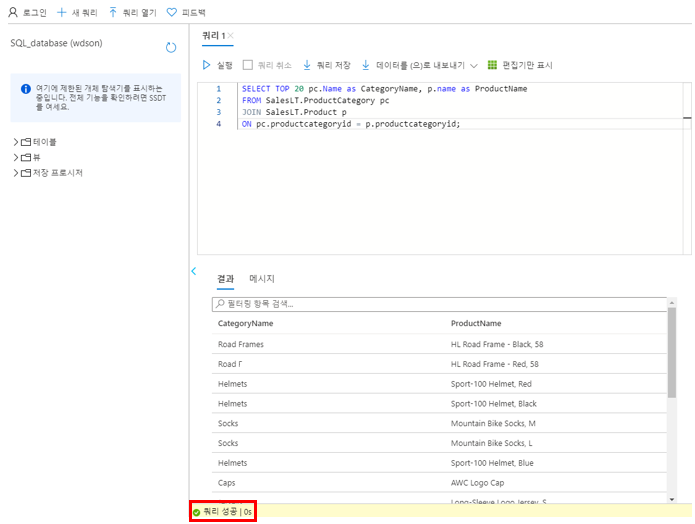 로그인 새 쿼리 쿼리 열기 피드백
SQL_database (wdson)
여기에 제한된 개체 탐색기를 표시하는
중입니다. 전체 기능을 확인하려면 SSDT
를 여세요.
테이블
뷰
저장 프로시저
쿼리 1
실행 쿼리 취소 쿼리 저장 데이터를 (으)로 내보내기 편집기만 표시
1 SELECT TOP 20 pc.Name as CategoryName, p.name as ProductName
2 FROM SalesLT.ProductCategory pc
3 JOIN SalesLT.Product p
4 ON pc.productcategoryid = p.productcategoryid;
결과 메시지
필터링 항목 검색...
CategoryName ProductName
Road Frames HL Road Frame - Black, 58
Road Γ HL Road Frame - Red, 58
Helmets Sport-100 Helmet, Red
Helmets Sport-100 Helmet, Black
Socks Mountain Bike Socks, M
Socks Mountain Bike Socks, L
Helmets Sport-100 Helmet, Blue
Caps AWC Logo Cap
Long-Sleeve Logo Jersey, S
쿼리 성공 | 0s